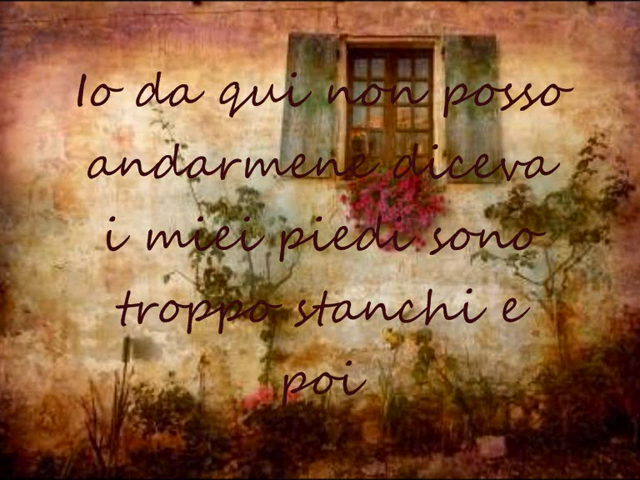 Io da qui non posso
andarmene diceva
i miei piedi sono
troppo stanchi e
poi